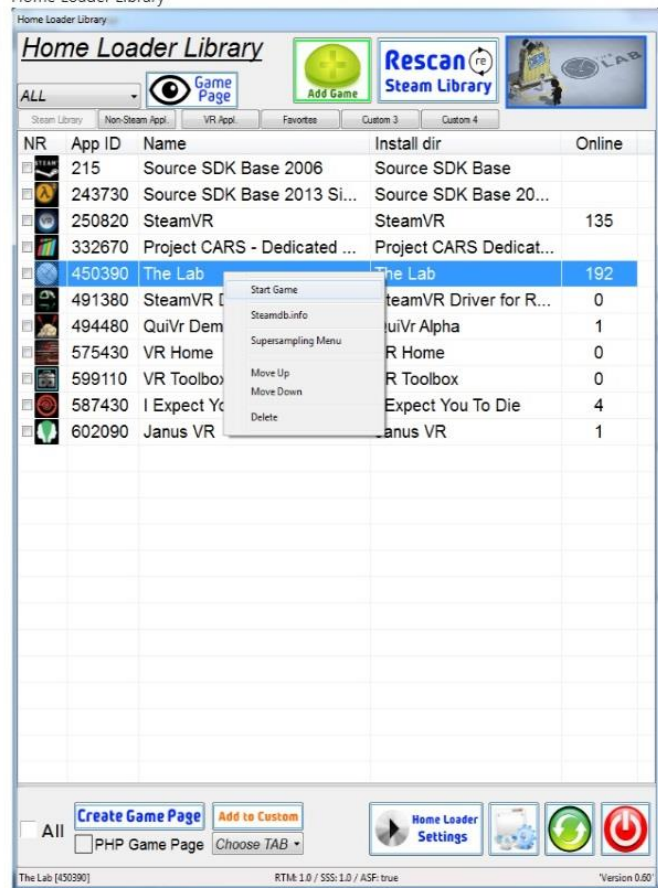 Home Loader Library
Home Loader Library
ALL
Game Page
Add Game
Rescan re
Steam Library
THE LAB
Steam Library Non-Steam Appl. VR Appl. Favorites Custom 3 Custom 4
NR App ID Name Install dir Online
STEAM 215 Source SDK Base 2006 Source SDK Base
243730 Source SDK Base 2013 Si... Source SDK Base 20...
VR 250820 SteamVR SteamVR 135
332670 Project CARS - Dedicated ... Project CARS Dedicat...
450390 The Lab The Lab 192
491380 SteamVR D teamVR Driver for R... 0
494480 QuiVr Dem uiVr Alpha 1
575430 VR Home R Home 0
599110 VR Toolbox R Toolbox 0
587430 I Expect Yo Expect You To Die 4
602090 Janus VR anus VR 1
Start Game
Steamdb.info
Supersampling Menu
Move Up
Move Down
Delete
All
Create Game Page
Add to Custom
PHP Game Page
Choose TAB
Home Loader
Settings
The Lab [450390] RTM: 1.0 / SSS: 1.0 / ASF: true 'Version 0.60'